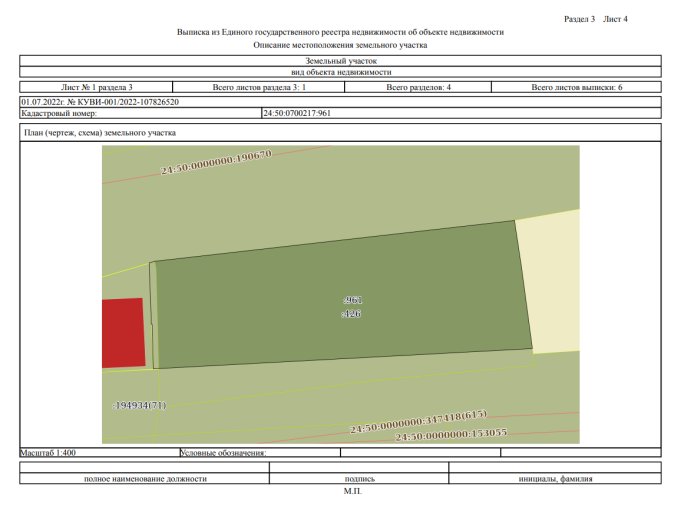 Раздел 3 Лист 4
Выписка из Единого государственного реестра недвижимости об объекте недвижимости
Описание местоположения земельного участка
Земельный участок
вид объекта недвижимости
Лист № 1 раздела 3 Всего листов раздела 3: 1 Всего разделов: 4 Всего листов выписки: 6
01.07.2022г. № КУВИ-001/2022-107826520
Кадастровый номер: 24:50:0700217:961
План (чертеж, схема) земельного участка
24:50:0000000:190670
:961
:426
:194934(71)
24:50:0000000:347418(615)
24:50:0000000:153055
Масштаб 1:400 Условные обозначения:
полное наименование должности подпись инициалы, фамилия
М.П.